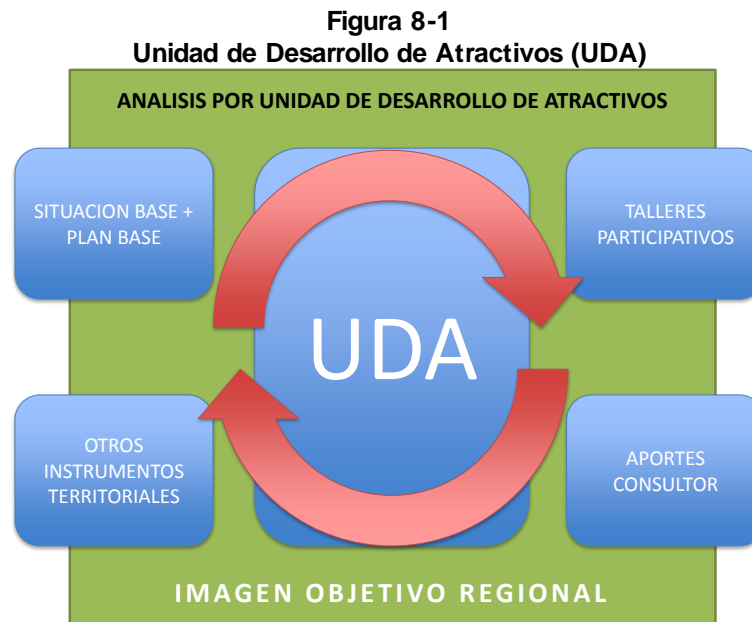 Figura 8-1
Unidad de Desarrollo de Atractivos (UDA)
ANALISIS POR UNIDAD DE DESARROLLO DE ATRACTIVOS
SITUACION BASE +
PLAN BASE
TALLERES
PARTICIPATIVOS
UDA
OTROS
INSTRUMENTOS
TERRITORIALES
APORTES
CONSULTOR
IMAGEN OBJETIVO REGIONAL